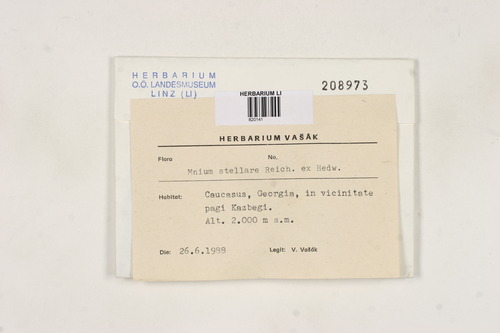 HERBARIUM
O.Ö. LANDESMUSEUM
LINZ (LI)
208973
HERBARIUM LI
820141
HERBARIUM VAŠÁK
Flora No.
Mnium stellare Reich. ex Hedw.
Habitat: Caucasus, Georgia, in vicinitate
pagi Kazbegi.
Alt. 2.000 m s.m.
Die: 26.6.1988 Legit: V. Vašák